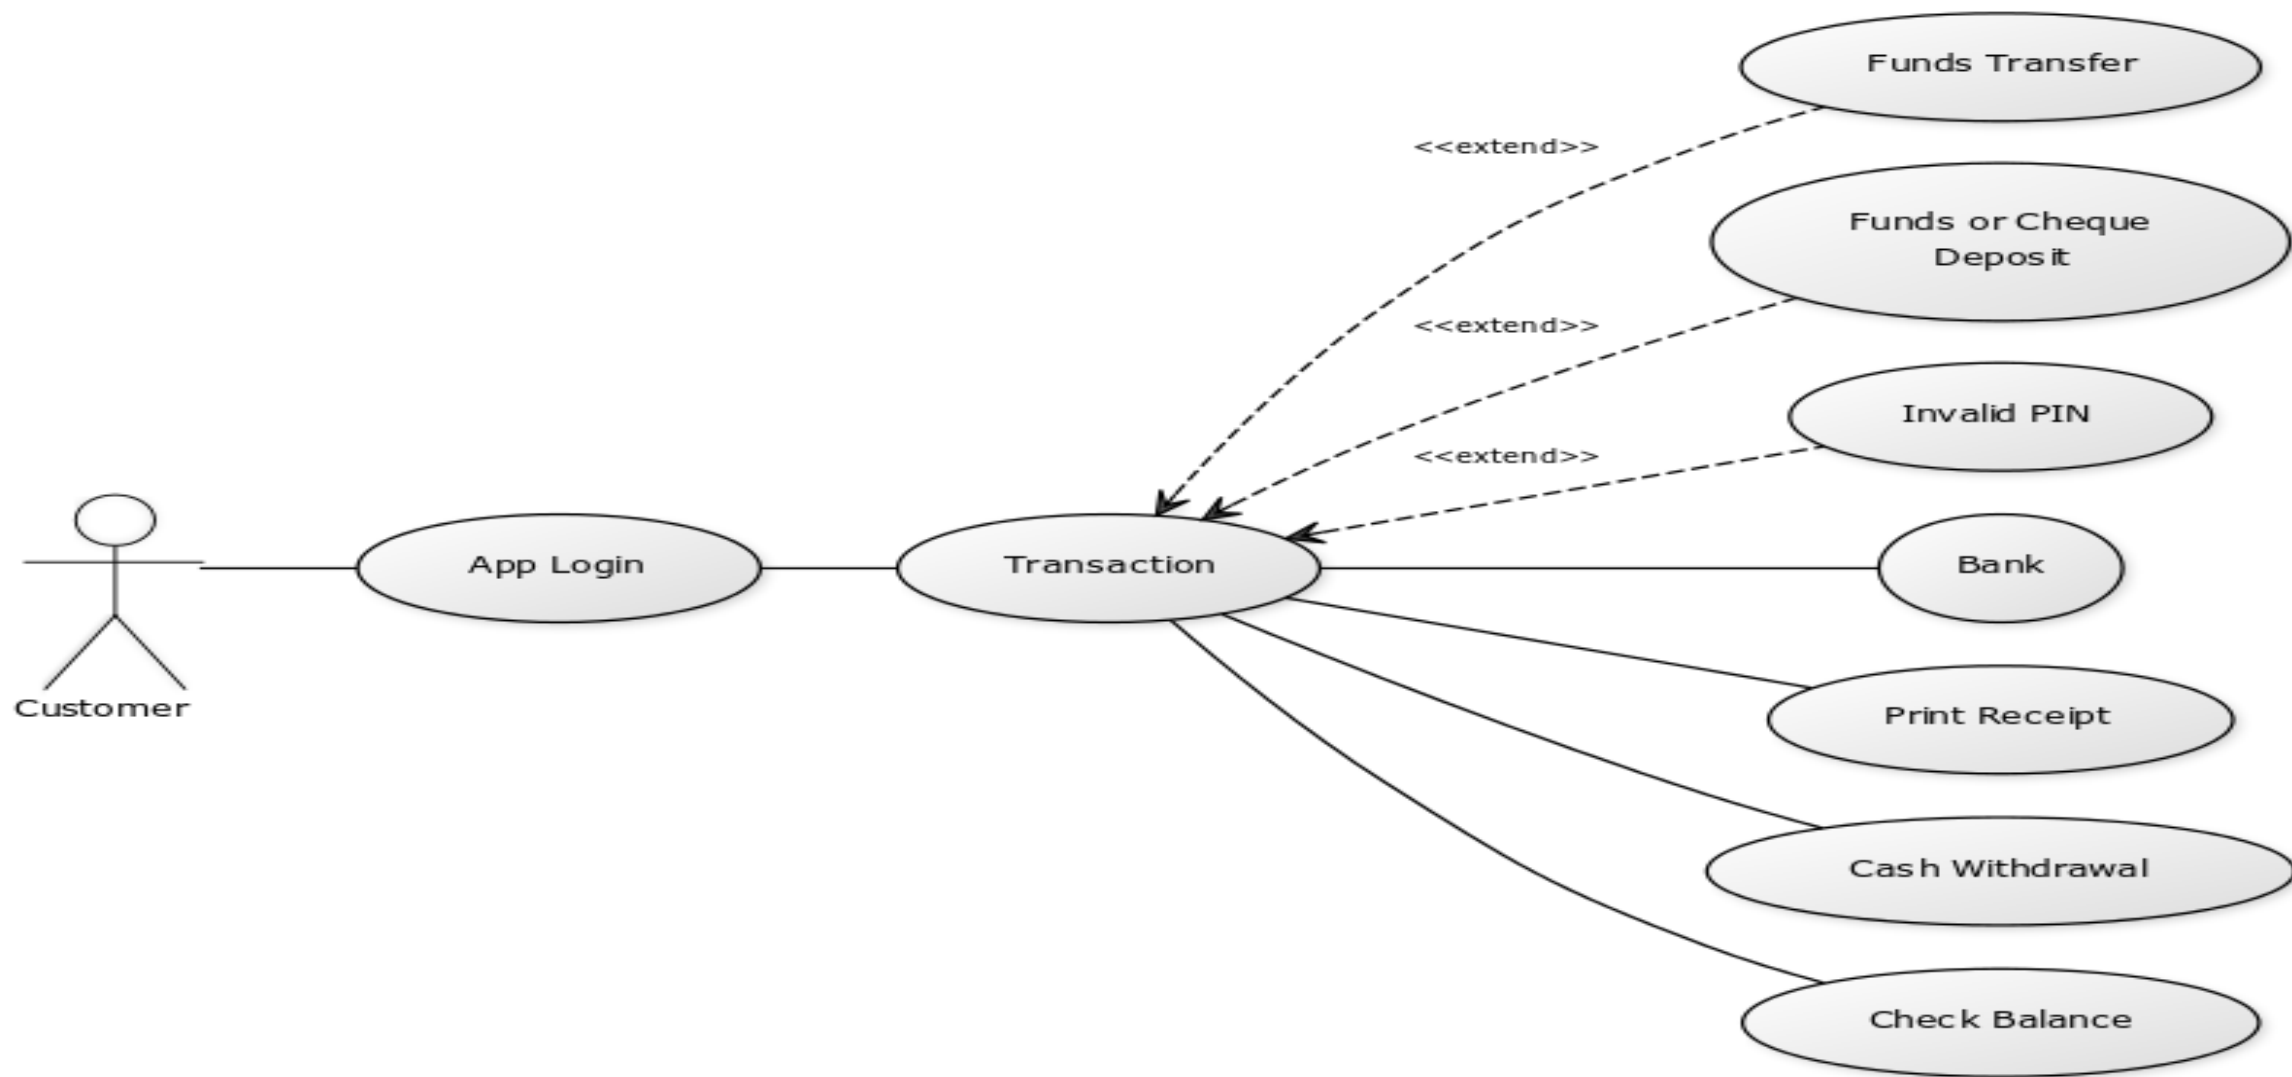 Funds Transfer
<<extend>>
Funds or Cheque
Deposit
<<extend>>
Invalid PIN
<<extend>>
App Login
Transaction
Bank
Customer
Print Receipt
Cash Withdrawal
Check Balance